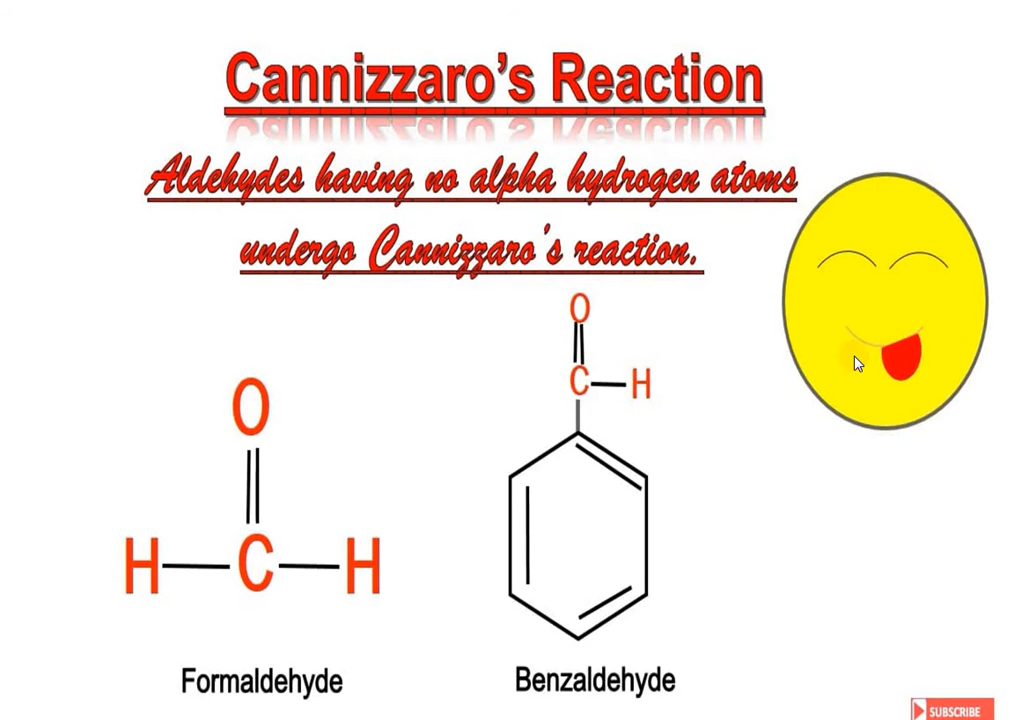 Cannizzaro's Reaction
Aldehydes having no alpha hydrogen atoms
undergo Cannizzaro's reaction.
O
C H
O
H C H
Formaldehyde
Benzaldehyde
SUBSCRIBE